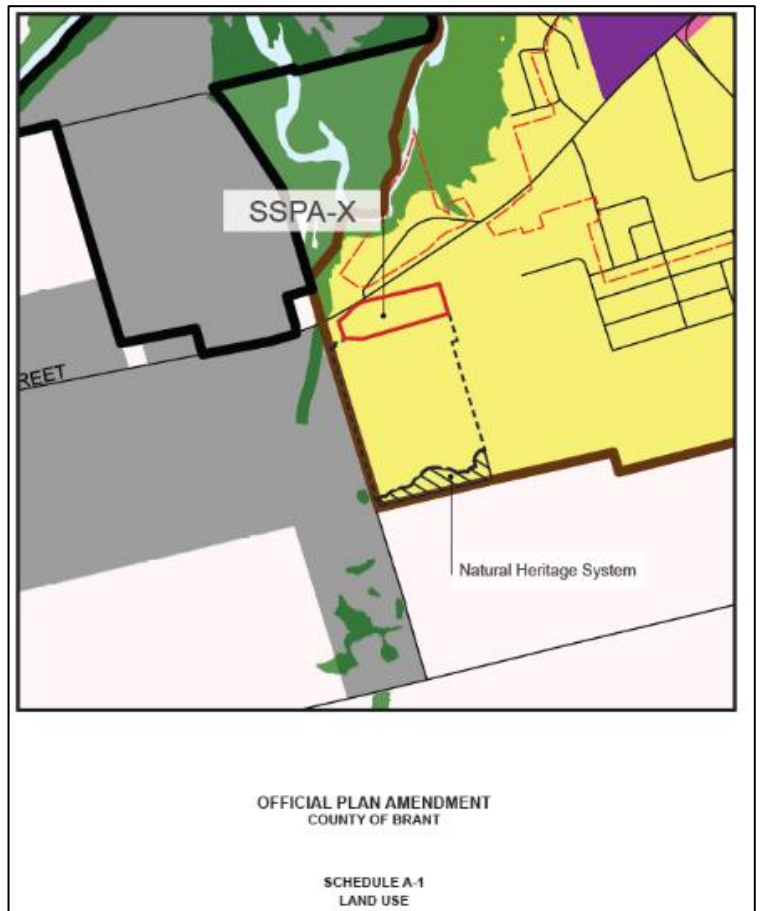 SSPA-X
REET
Natural Heritage System
OFFICIAL PLAN AMENDMENT
COUNTY OF BRANT
SCHEDULE A-1
LAND USE